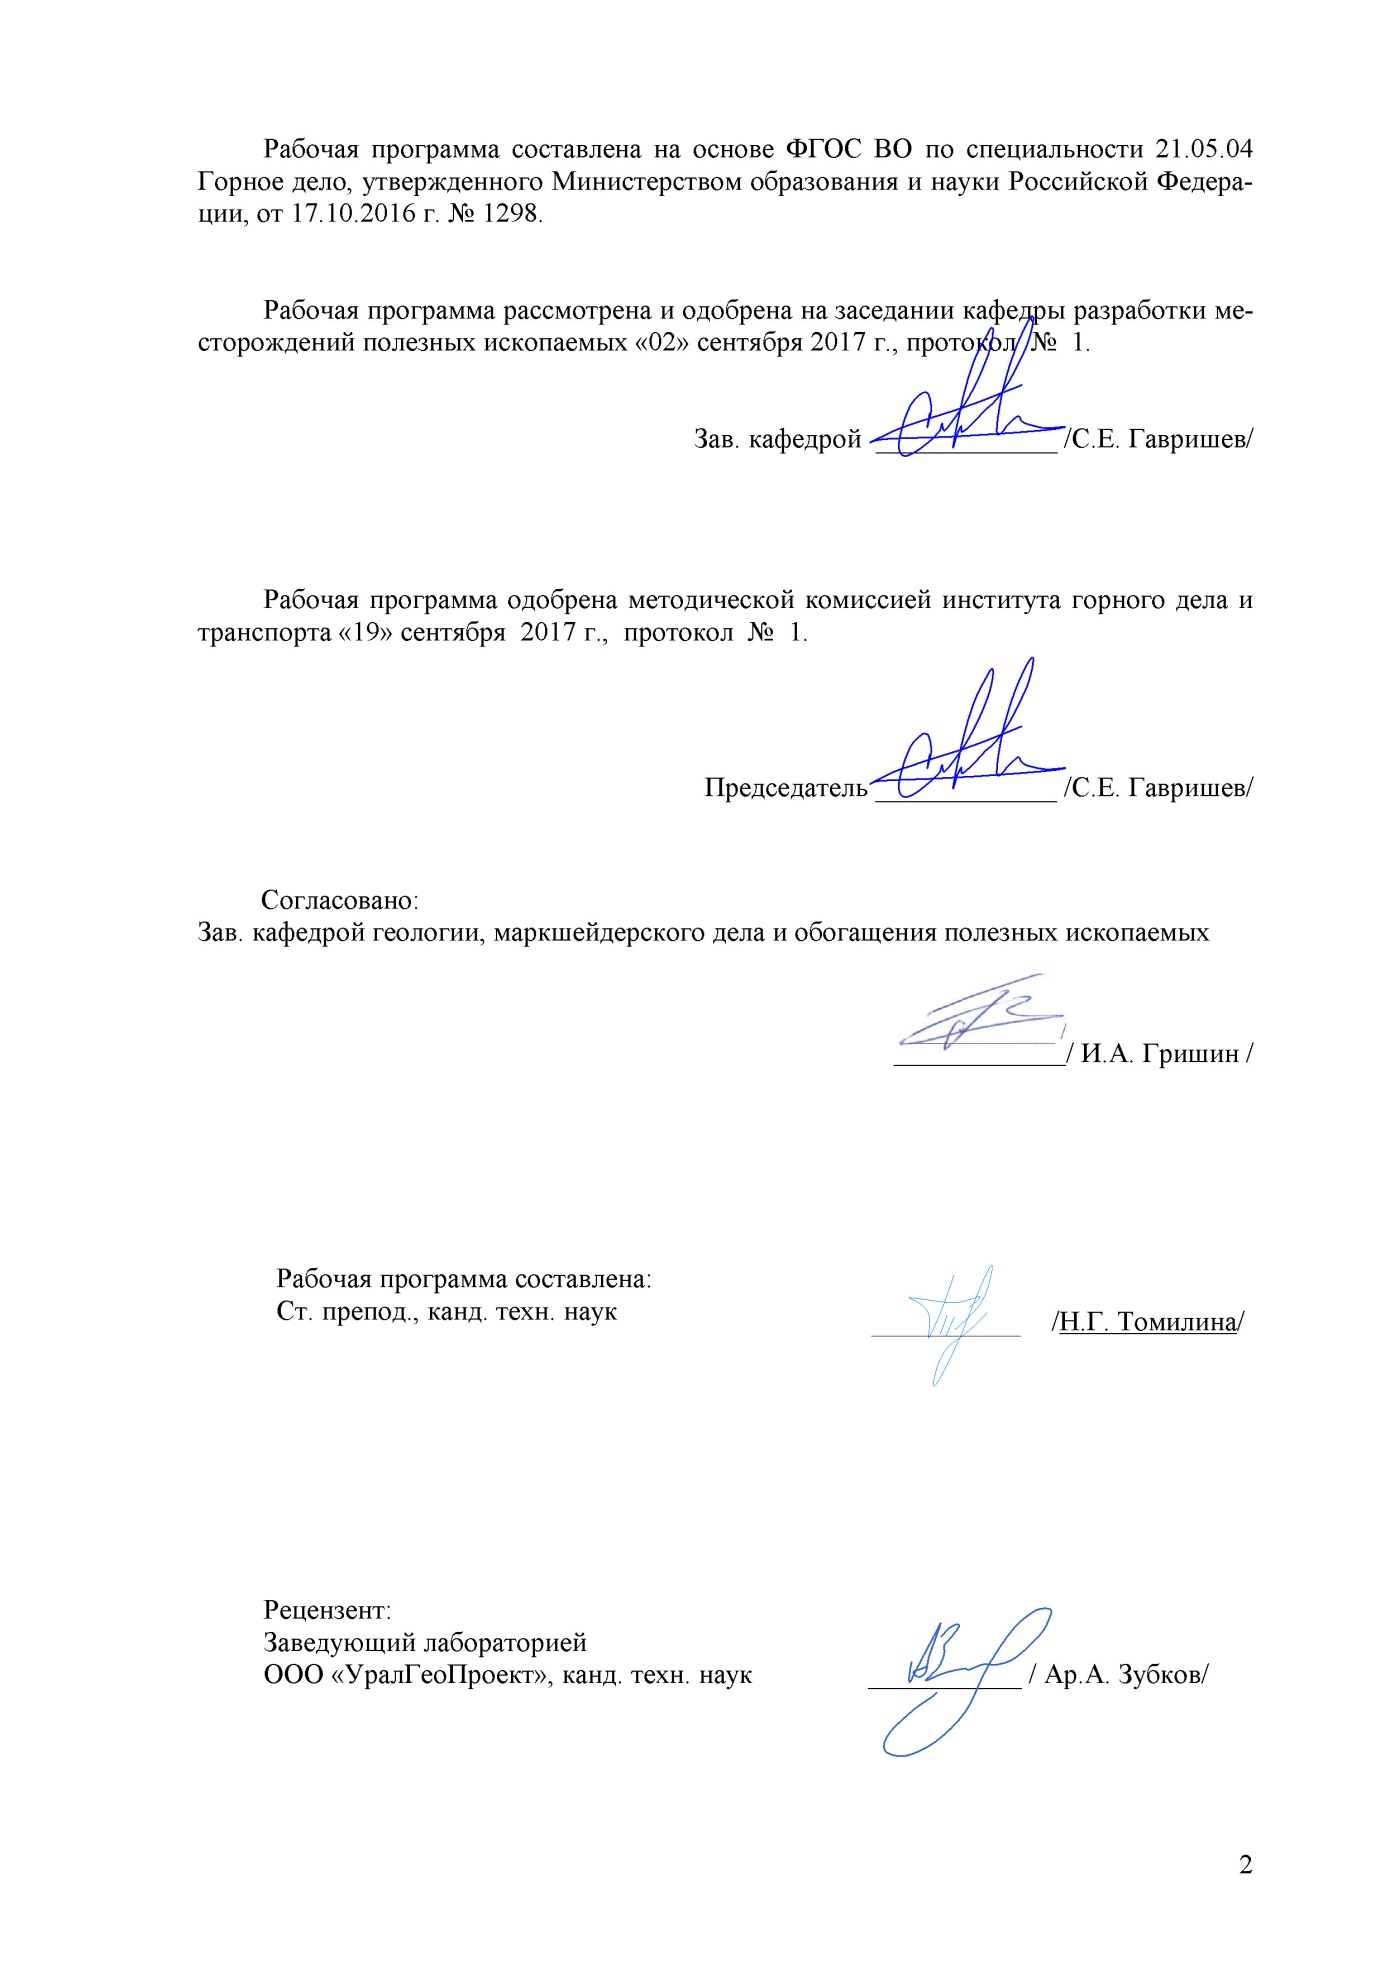 Рабочая программа составлена на основе ФГОС ВО по специальности 21.05.04
Горное дело, утвержденного Министерством образования и науки Российской Федера-
ции, от 17.10.2016 г. № 1298.
Рабочая программа рассмотрена и одобрена на заседании кафедры разработки ме-
сторождений полезных ископаемых «02» сентября 2017 г., протокол № 1.
Зав. кафедрой ____________ /С.Е. Гавришев/
Рабочая программа одобрена методической комиссией института горного дела и
транспорта «19» сентября 2017 г., протокол № 1.
Председатель ____________ /С.Е. Гавришев/
Согласовано:
Зав. кафедрой геологии, маркшейдерского дела и обогащения полезных ископаемых
____________/ И.А. Гришин /
Рабочая программа составлена:
Ст. препод., канд. техн. наук ___________ /Н.Г. Томилина/
Рецензент:
Заведующий лабораторией
ООО «УралГеоПроект», канд. техн. наук ___________ / Ар.А. Зубков/
2